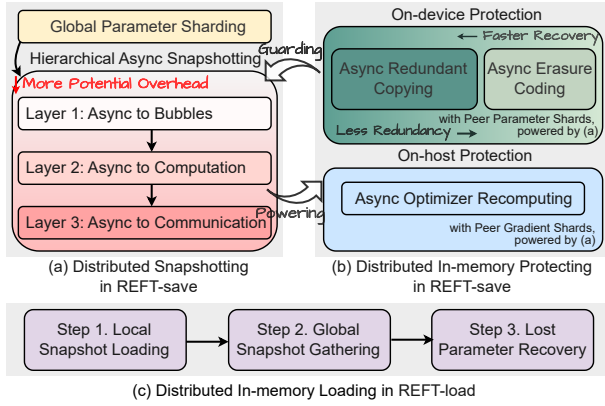 Global Parameter Sharding
Hierarchical Async Snapshotting
More Potential Overhead
Layer 1: Async to Bubbles
Layer 2: Async to Computation
Layer 3: Async to Communication
(a) Distributed Snapshotting
in REFT-save
Guarding
Powering
On-device Protection
← Faster Recovery
Async Redundant
Copying
Async Erasure
Coding
with Peer Parameter Shards,
powered by (a)
Less Redundancy →
On-host Protection
Async Optimizer Recomputing
with Peer Gradient Shards,
powered by (a)
(b) Distributed In-memory Protecting
in REFT-save
Step 1. Local
Snapshot Loading
Step 2. Global
Snapshot Gathering
Step 3. Lost
Parameter Recovery
(c) Distributed In-memory Loading in REFT-load